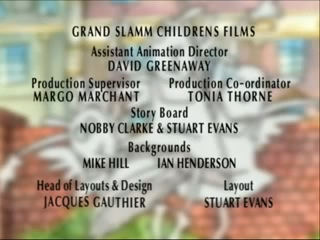 GRAND SLAMM CHILDRENS FILMS
Assistant Animation Director
DAVID GREENAWAY
Production Supervisor Production Co-ordinator
MARGO MARCHANT TONIA THORNE
Story Board
NOBBY CLARKE & STUART EVANS
Backgrounds
MIKE HILL IAN HENDERSON
Head of Layouts & Design Layout
JACQUES GAUTHIER STUART EVANS